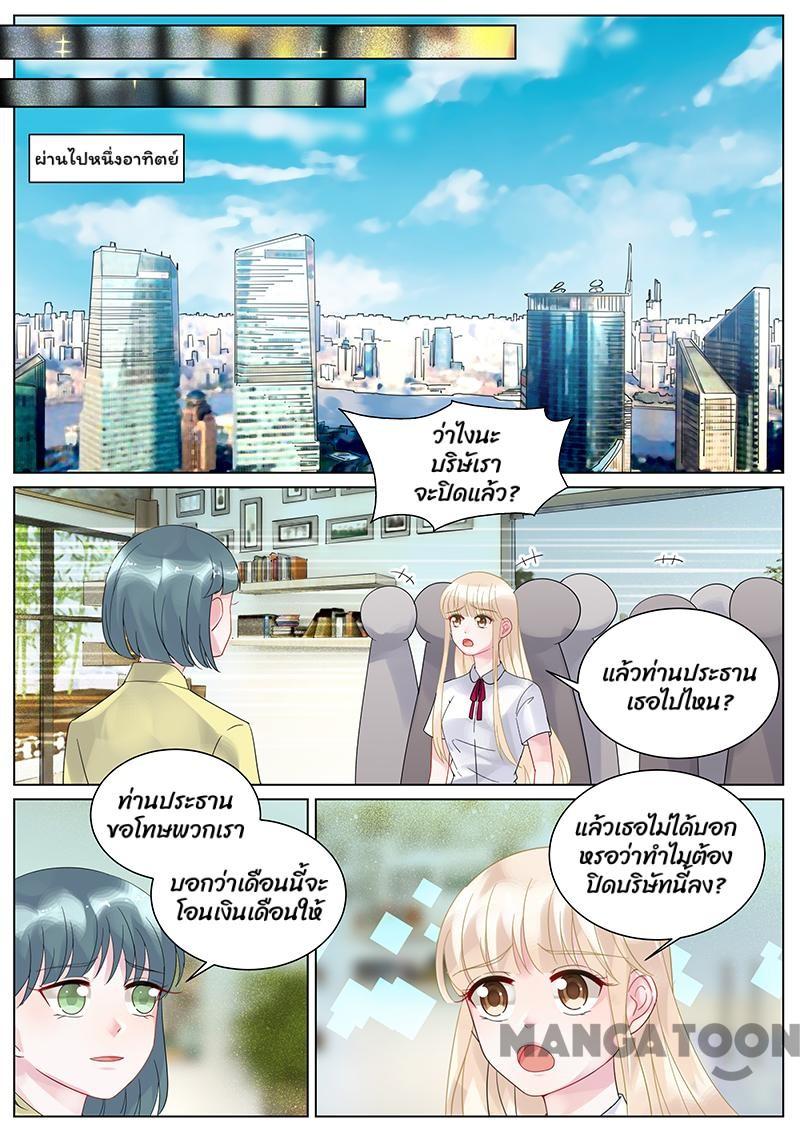 ผ่านไปหนึ่งอาทิตย์
ว่าไงนะ
บริษัเรา
จะปิดแล้ว?
แล้วท่านประธาน
เธอไปไหน?
ท่านประธาน
ขอโทษพวกเรา
บอกว่าเดือนนี้จะ
โอนเงินเดือนให้
แล้วเธอไม่ได้บอก
หรอว่าทำไมต้อง
ปิดบริษัทนี้ลง?
MANGATOON